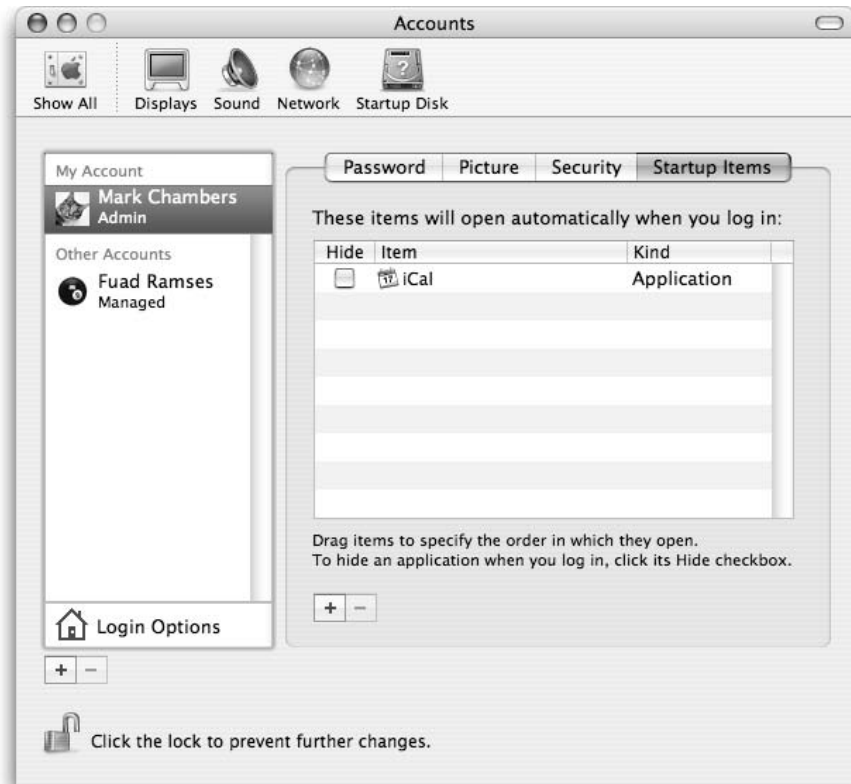 Accounts
Show All Displays Sound Network Startup Disk
My Account
Mark Chambers
Admin
Other Accounts
Fuad Ramses
Managed
Login Options
Password Picture Security Startup Items
These items will open automatically when you log in:
Hide Item Kind
17 iCal Application
Drag items to specify the order in which they open.
To hide an application when you log in, click its Hide checkbox.
Click the lock to prevent further changes.